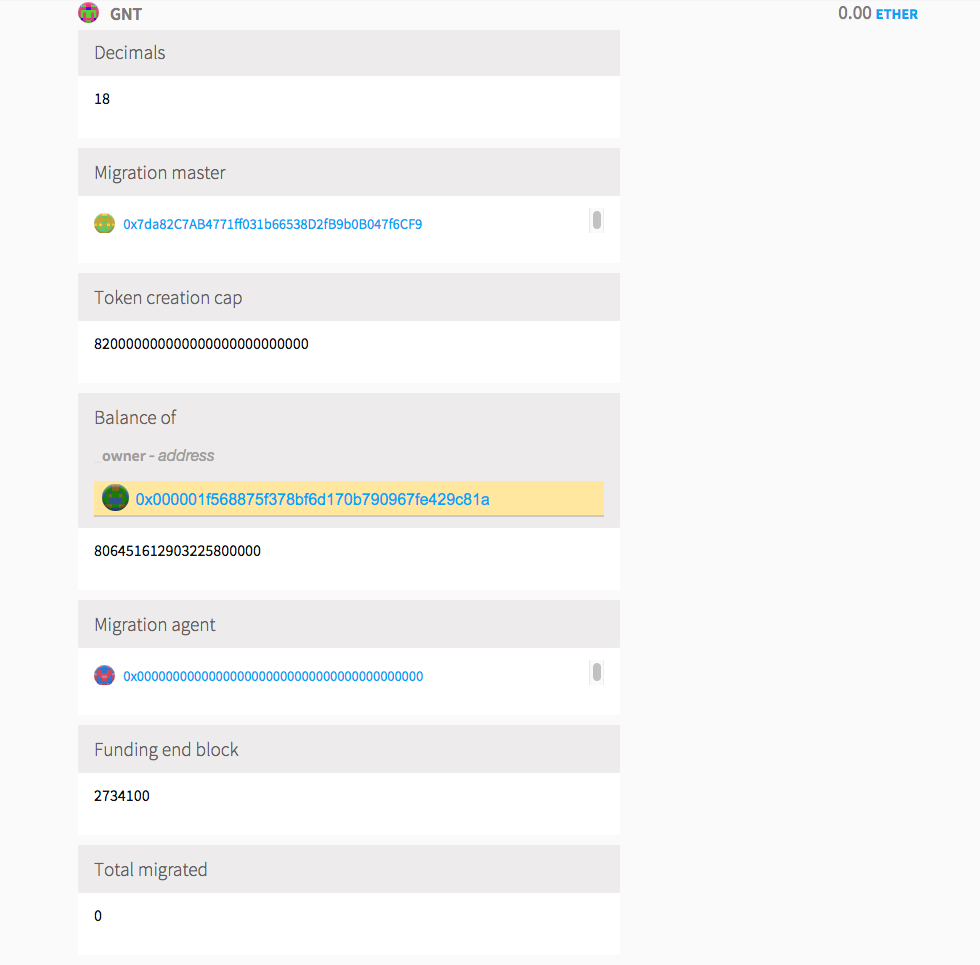 GNT
0.00 ETHER
Decimals
18
Migration master
0x7da82C7AB4771ff031b66538D2fB9b0B047f6CF9
Token creation cap
820000000000000000000000000
Balance of
_owner - address
0x000001f568875f378bf6d170b790967fe429c81a
806451612903225800000
Migration agent
0x0000000000000000000000000000000000000000
Funding end block
2734100
Total migrated
0